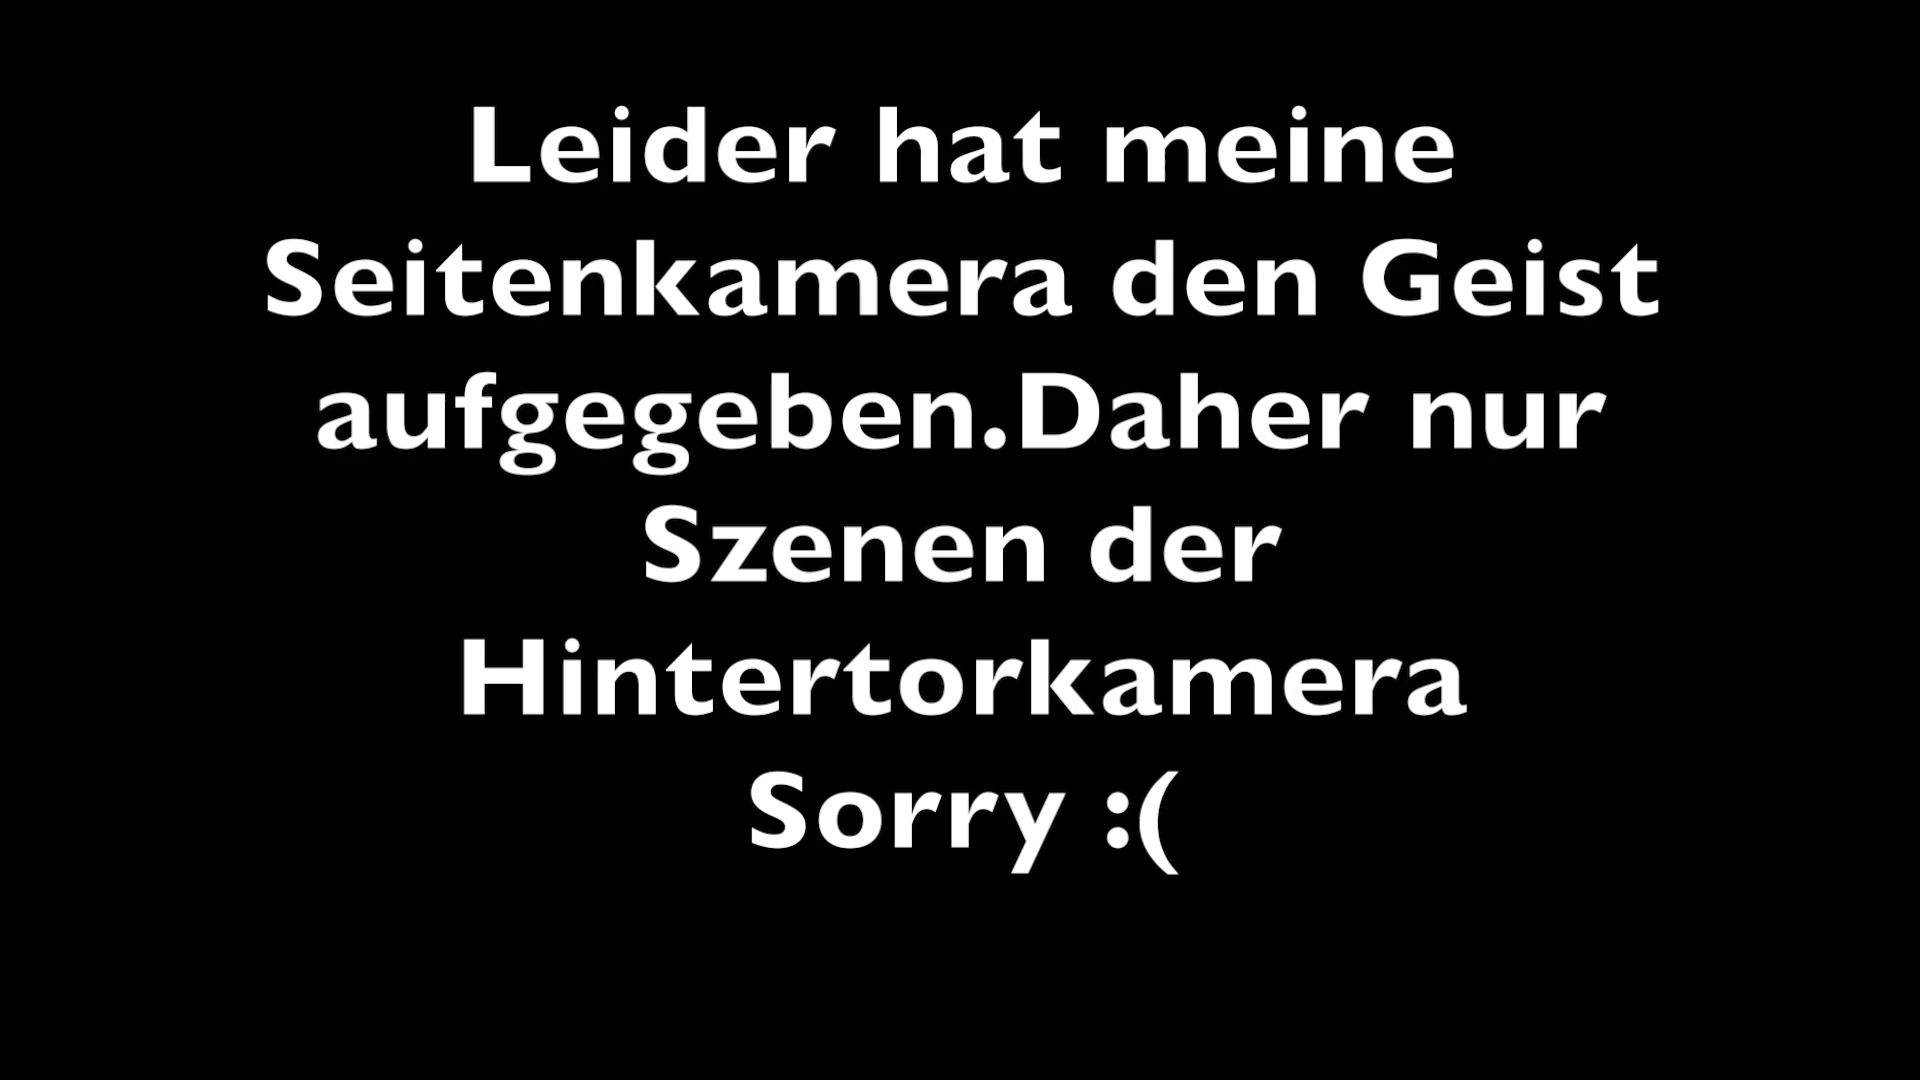 Leider hat meine
Seitenkamera den Geist
aufgegeben.Daher nur
Szenen der
Hintertorkamera
Sorry :(